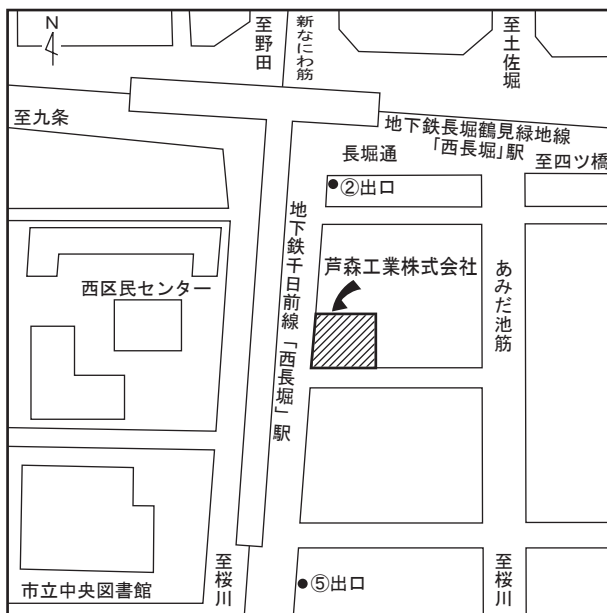 N
至野田
新なにわ筋
至土佐堀
至九条
地下鉄長堀鶴見緑地線
「西長堀」駅
長堀通
至四ツ橋
②出口
地下鉄千日前線「西長堀」駅
芦森工業株式会社
あみだ池筋
西区民センター
至桜川
至桜川
市立中央図書館
⑤出口